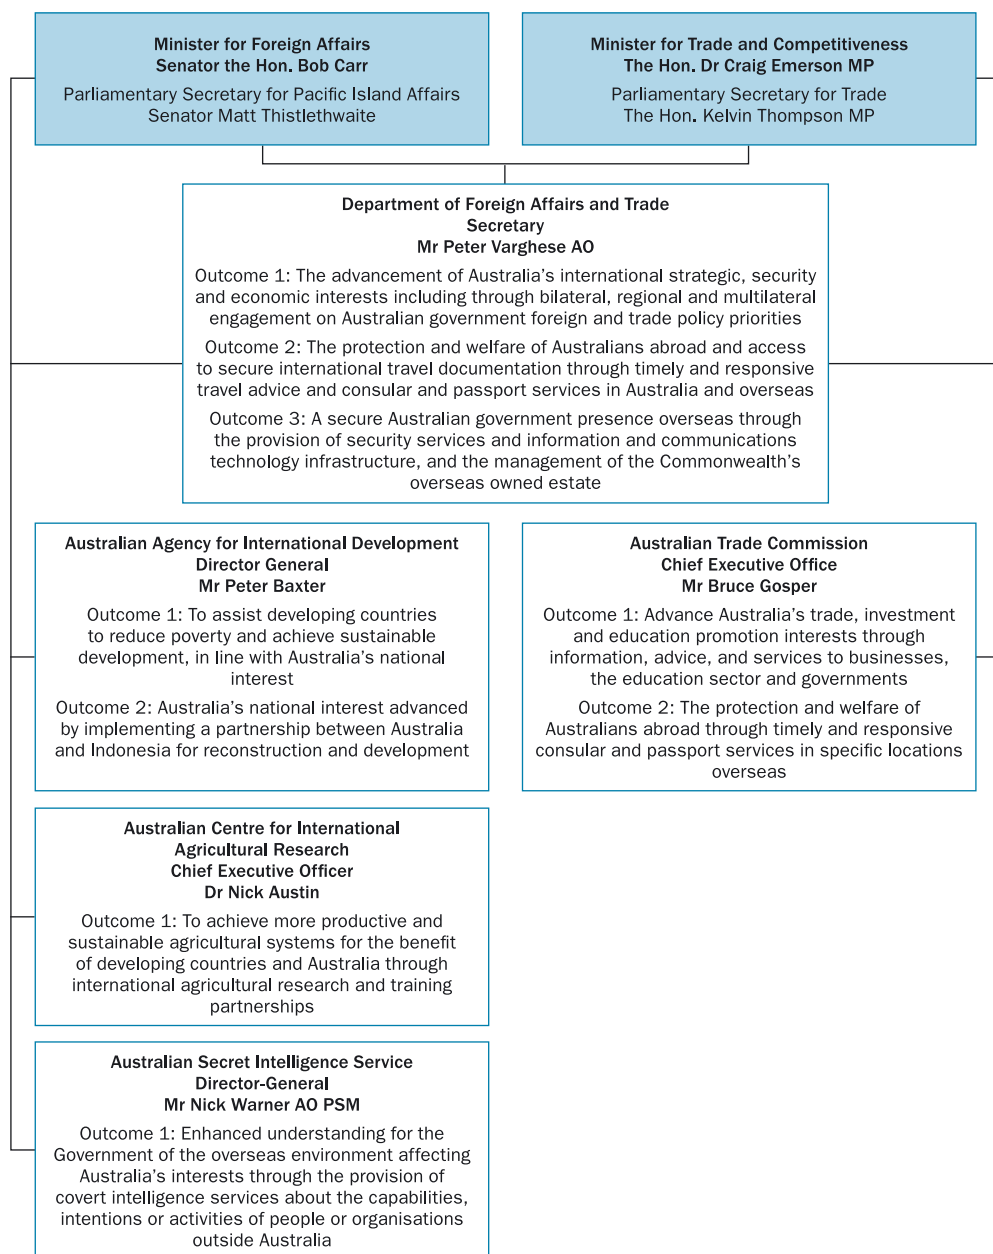 Minister for Foreign Affairs
Senator the Hon. Bob Carr
Parliamentary Secretary for Pacific Island Affairs
Senator Matt Thistlethwaite
Minister for Trade and Competitiveness
The Hon. Dr Craig Emerson MP
Parliamentary Secretary for Trade
The Hon. Kelvin Thompson MP
Department of Foreign Affairs and Trade
Secretary
Mr Peter Varghese AO
Outcome 1: The advancement of Australia’s international strategic, security
and economic interests including through bilateral, regional and multilateral
engagement on Australian government foreign and trade policy priorities
Outcome 2: The protection and welfare of Australians abroad and access
to secure international travel documentation through timely and responsive
travel advice and consular and passport services in Australia and overseas
Outcome 3: A secure Australian government presence overseas through
the provision of security services and information and communications
technology infrastructure, and the management of the Commonwealth’s
overseas owned estate
Australian Agency for International Development
Director General
Mr Peter Baxter
Outcome 1: To assist developing countries
to reduce poverty and achieve sustainable
development, in line with Australia’s national
interest
Outcome 2: Australia’s national interest advanced
by implementing a partnership between Australia
and Indonesia for reconstruction and development
Australian Trade Commission
Chief Executive Office
Mr Bruce Gosper
Outcome 1: Advance Australia’s trade, investment
and education promotion interests through
information, advice, and services to businesses,
the education sector and governments
Outcome 2: The protection and welfare of
Australians abroad through timely and responsive
consular and passport services in specific locations
overseas
Australian Centre for International
Agricultural Research
Chief Executive Officer
Dr Nick Austin
Outcome 1: To achieve more productive and
sustainable agricultural systems for the benefit
of developing countries and Australia through
international agricultural research and training
partnerships
Australian Secret Intelligence Service
Director-General
Mr Nick Warner AO PSM
Outcome 1: Enhanced understanding for the
Government of the overseas environment affecting
Australia’s interests through the provision of
covert intelligence services about the capabilities,
intentions or activities of people or organisations
outside Australia